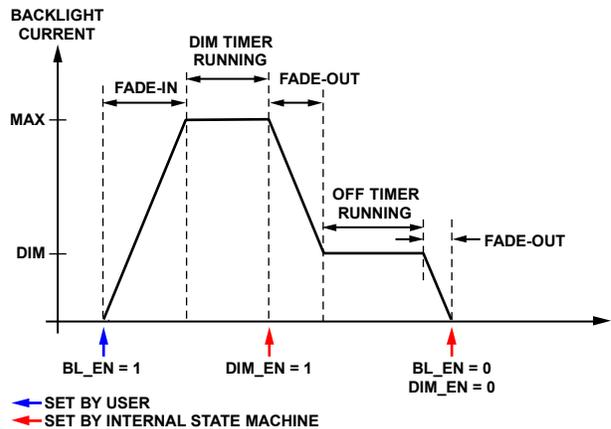 BACKLIGHT
CURRENT
DIM TIMER
RUNNING
FADE-IN
FADE-OUT
MAX
OFF TIMER
RUNNING
FADE-OUT
DIM
BL_EN = 1
DIM_EN = 1
BL_EN = 0
DIM_EN = 0
SET BY USER
SET BY INTERNAL STATE MACHINE